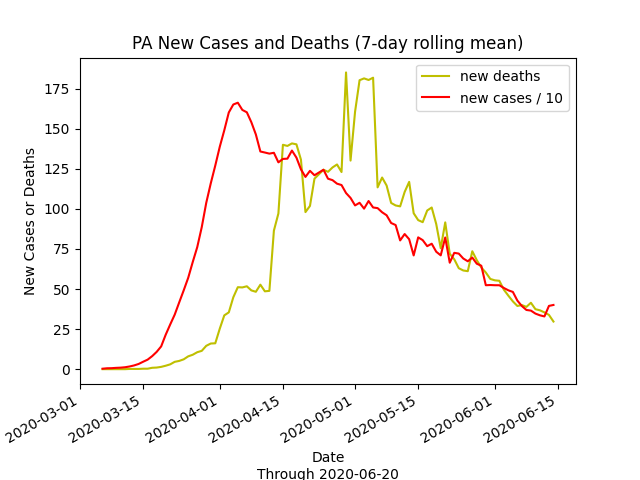 PA New Cases and Deaths (7-day rolling mean)
new deaths
new cases / 10
New Cases or Deaths
175
150
125
100
75
50
25
0
2020-03-01
2020-03-15
2020-04-01
2020-04-15
2020-05-01
2020-05-15
2020-06-01
2020-06-15
Date
Through 2020-06-20